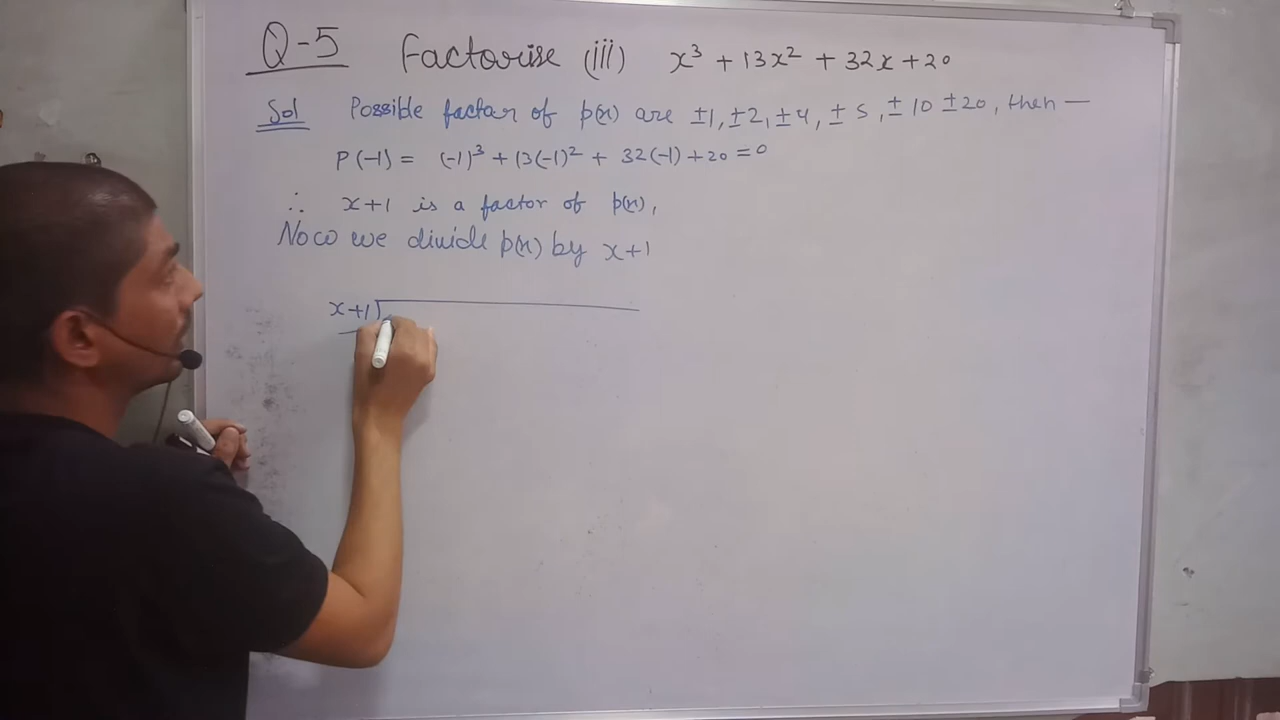 Q-5 Factorise (iii) x³ + 13x² + 32x + 20
Sol Possible factor of p(x) are ±1, ±2, ±4, ±5, ±10 ±20, then —
P(-1) = (-1)³ + 13(-1)² + 32(-1) + 20 = 0
∴ x+1 is a factor of p(x),
Now we divide p(x) by x+1
x+1)